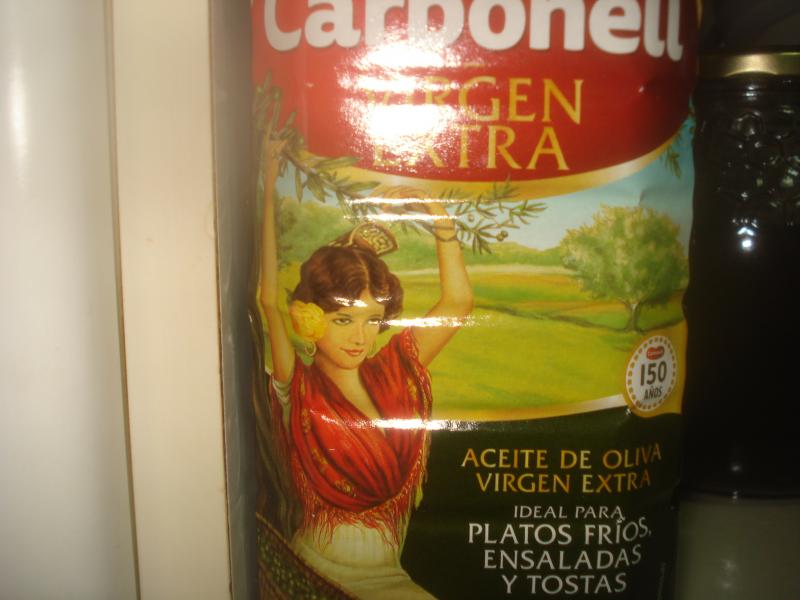 Carbonell
VIRGEN
EXTRA
150
AÑOS
ACEITE DE OLIVA
VIRGEN EXTRA
IDEAL PARA
PLATOS FRÍOS,
ENSALADAS
Y TOSTAS